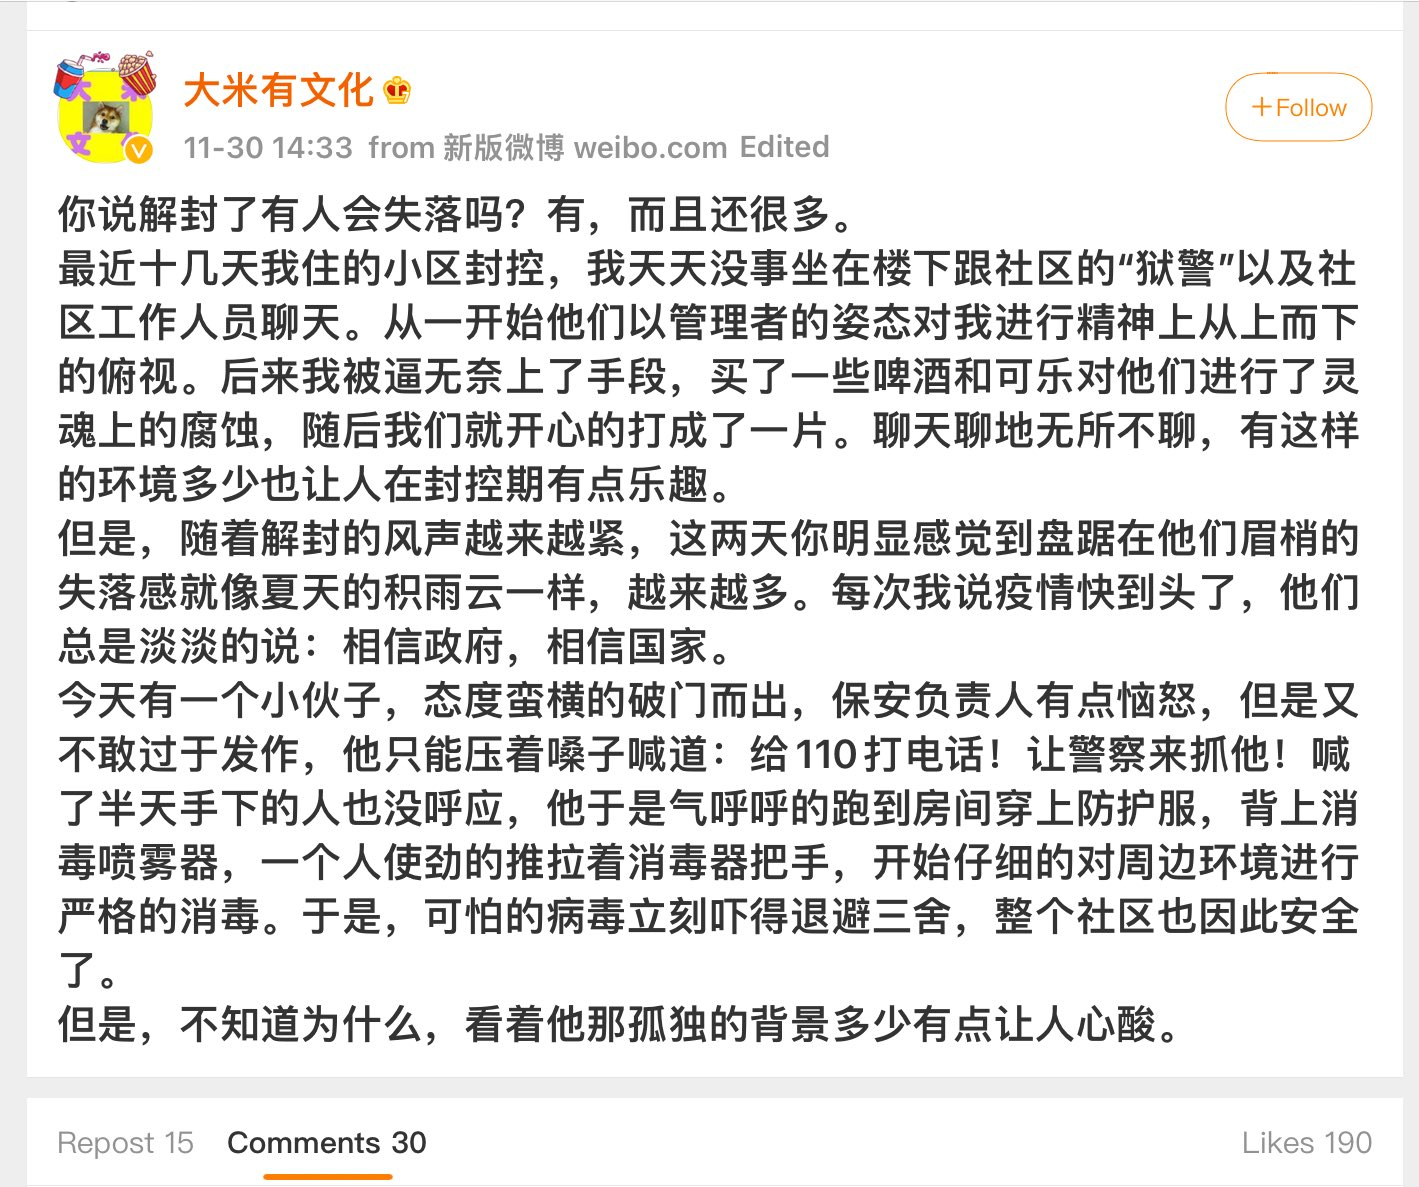 大米有文化
11-30 14:33 from 新版微博 weibo.com Edited
+Follow
你说解封了有人会失落吗？有，而且还很多。
最近十几天我住的小区封控，我天天没事坐在楼下跟社区的“狱警”以及社
区工作人员聊天。从一开始他们以管理者的姿态对我进行精神上从上而下
的俯视。后来我被逼无奈上了手段，买了一些啤酒和可乐对他们进行了灵
魂上的腐蚀，随后我们就开心的打成了一片。聊天聊地无所不聊，有这样
的环境多少也让人在封控期有点乐趣。
但是，随着解封的风声越来越紧，这两天你明显感觉到盘踞在他们眉梢的
失落感就像夏天的积雨云一样，越来越多。每次我说疫情快到头了，他们
总是淡淡的说：相信政府，相信国家。
今天有一个小伙子，态度蛮横的破门而出，保安负责人有点恼怒，但是又
不敢过于发作，他只能压着嗓子喊道：给110打电话！让警察来抓他！喊
了半天手下的人也没呼应，他于是气呼呼的跑到房间穿上防护服，背上消
毒喷雾器，一个人使劲的推拉着消毒器把手，开始仔细的对周边环境进行
严格的消毒。于是，可怕的病毒立刻吓得退避三舍，整个社区也因此安全
了。
但是，不知道为什么，看着他那孤独的背景多少有点让人心酸。
Repost 15 Comments 30 Likes 190